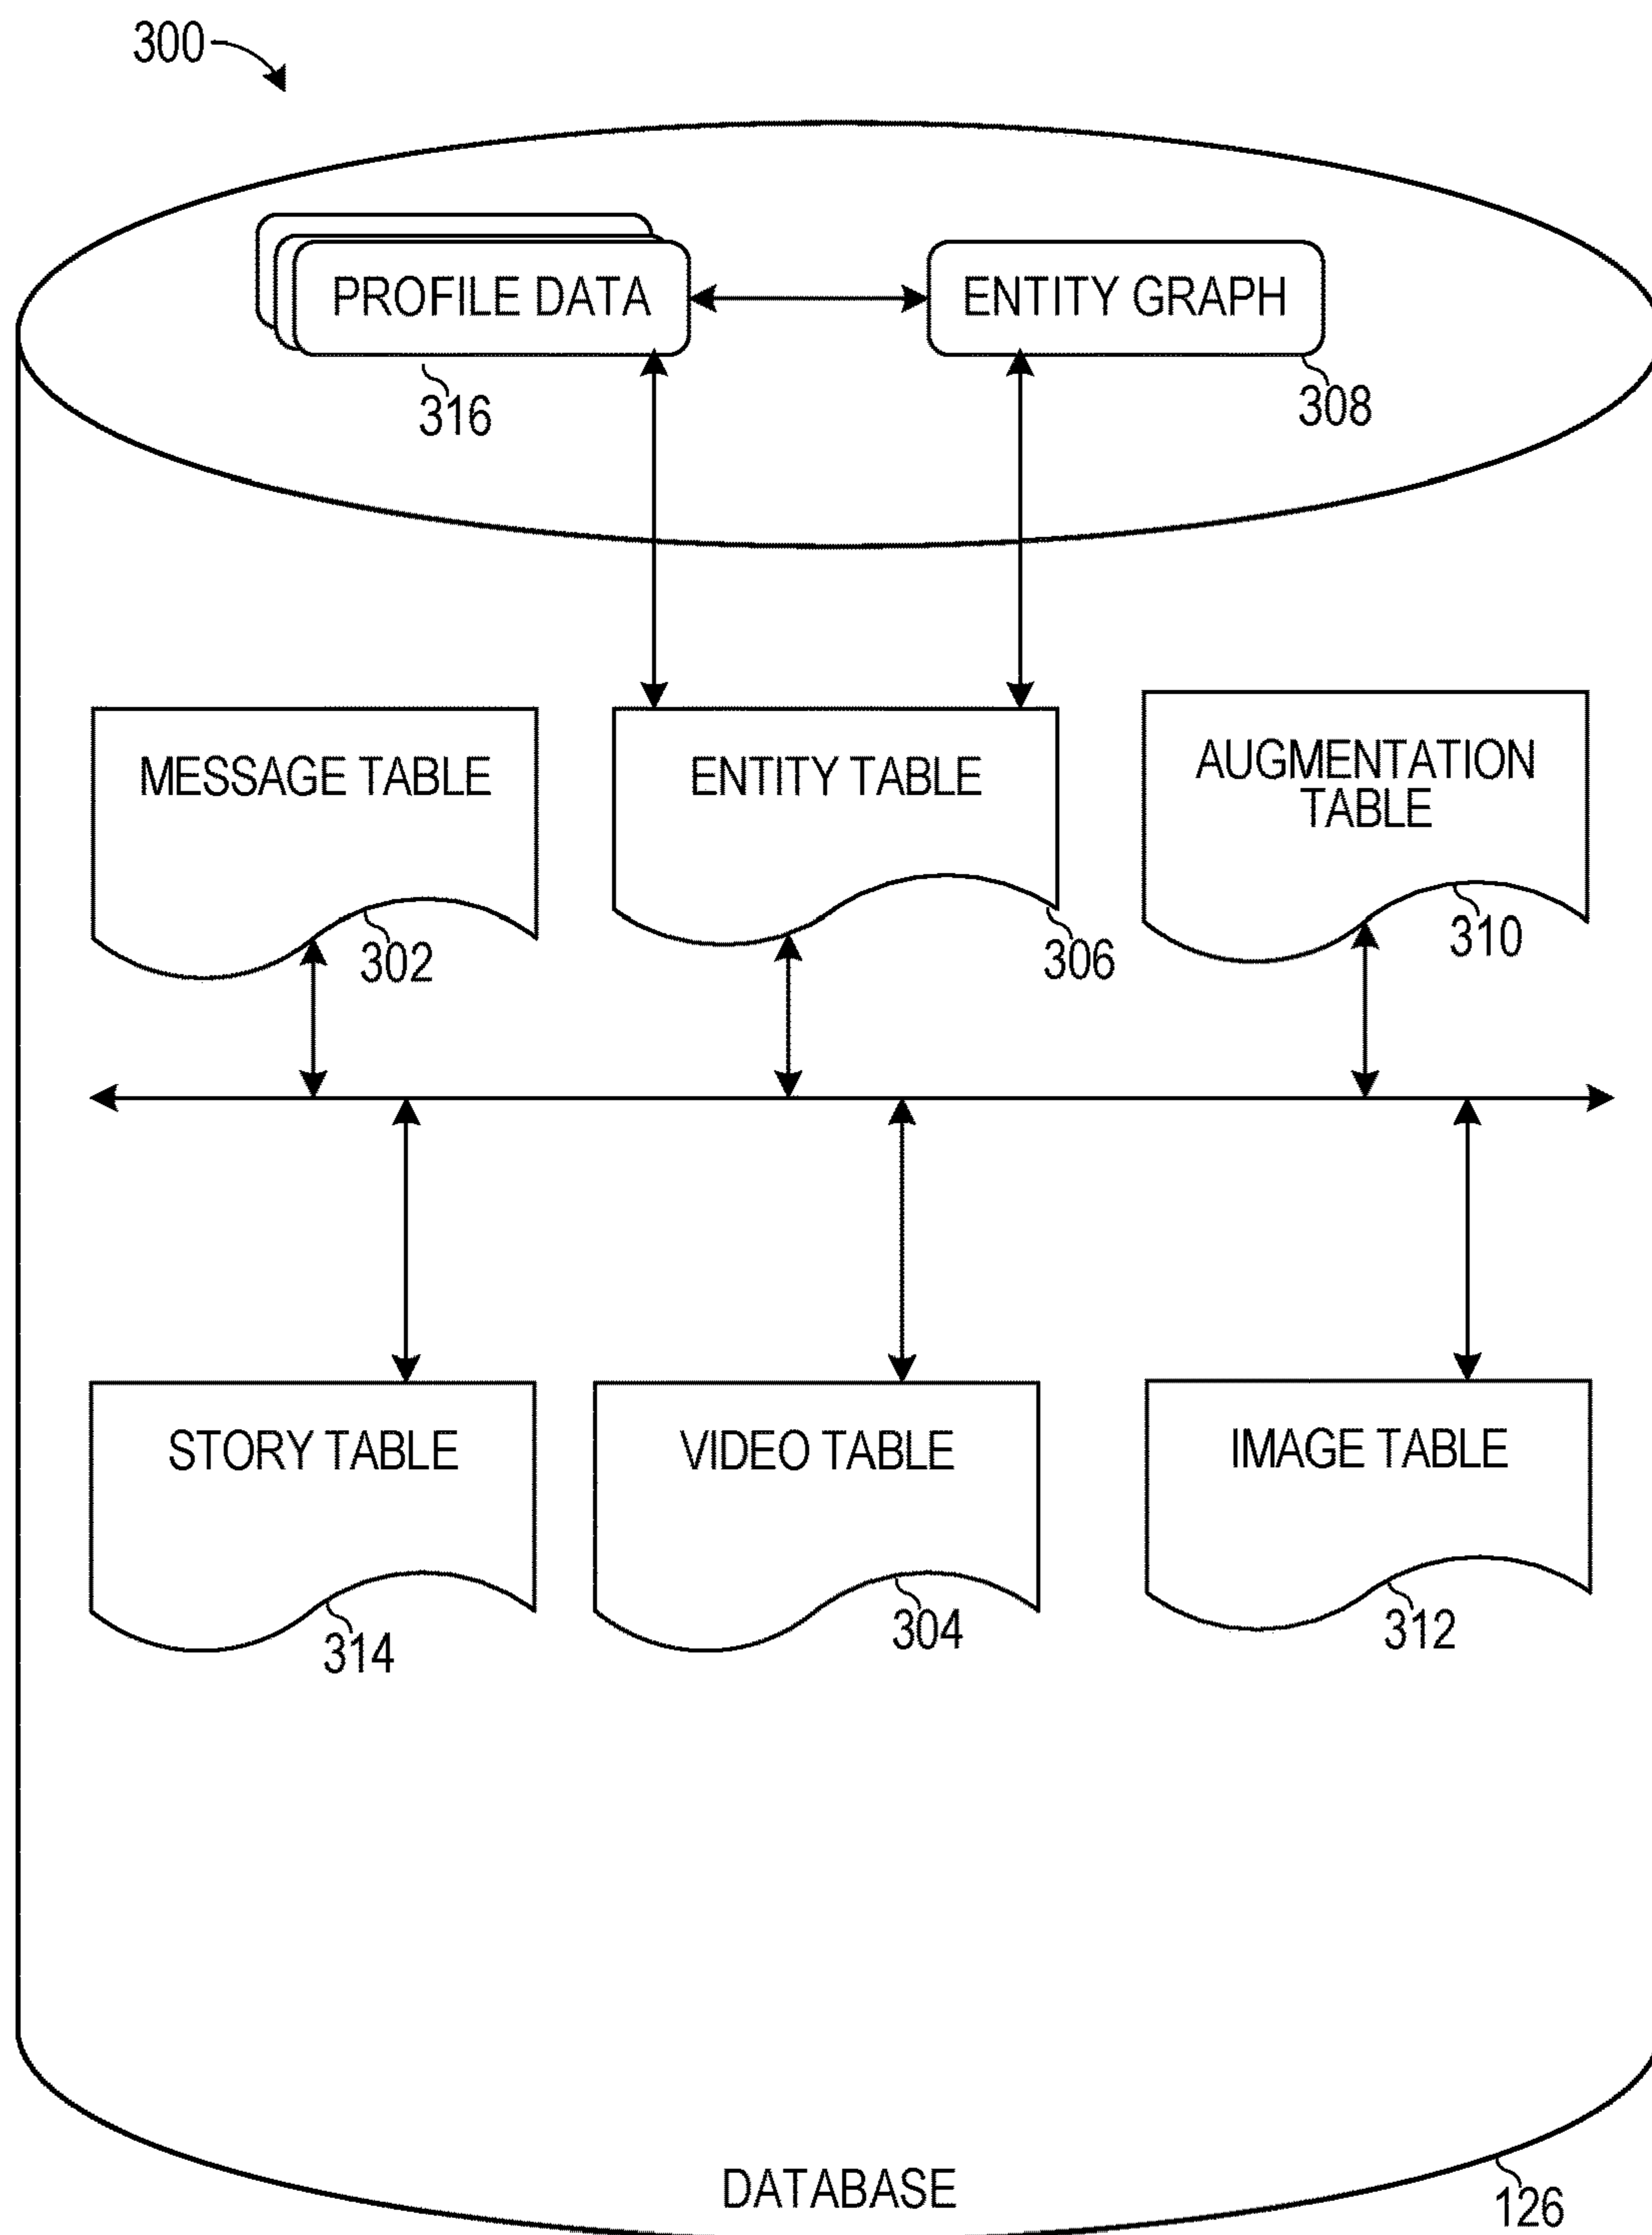 300
PROFILE DATA
ENTITY GRAPH
316
308
MESSAGE TABLE
ENTITY TABLE
AUGMENTATION
TABLE
302
306
310
STORY TABLE
VIDEO TABLE
IMAGE TABLE
314
304
312
DATABASE
126